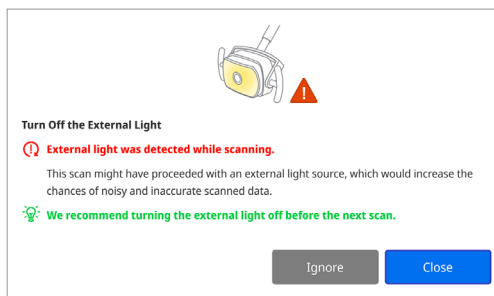 Turn Off the External Light
External light was detected while scanning.
This scan might have proceeded with an external light source, which would increase the
chances of noisy and inaccurate scanned data.
We recommend turning the external light off before the next scan.
Ignore
Close